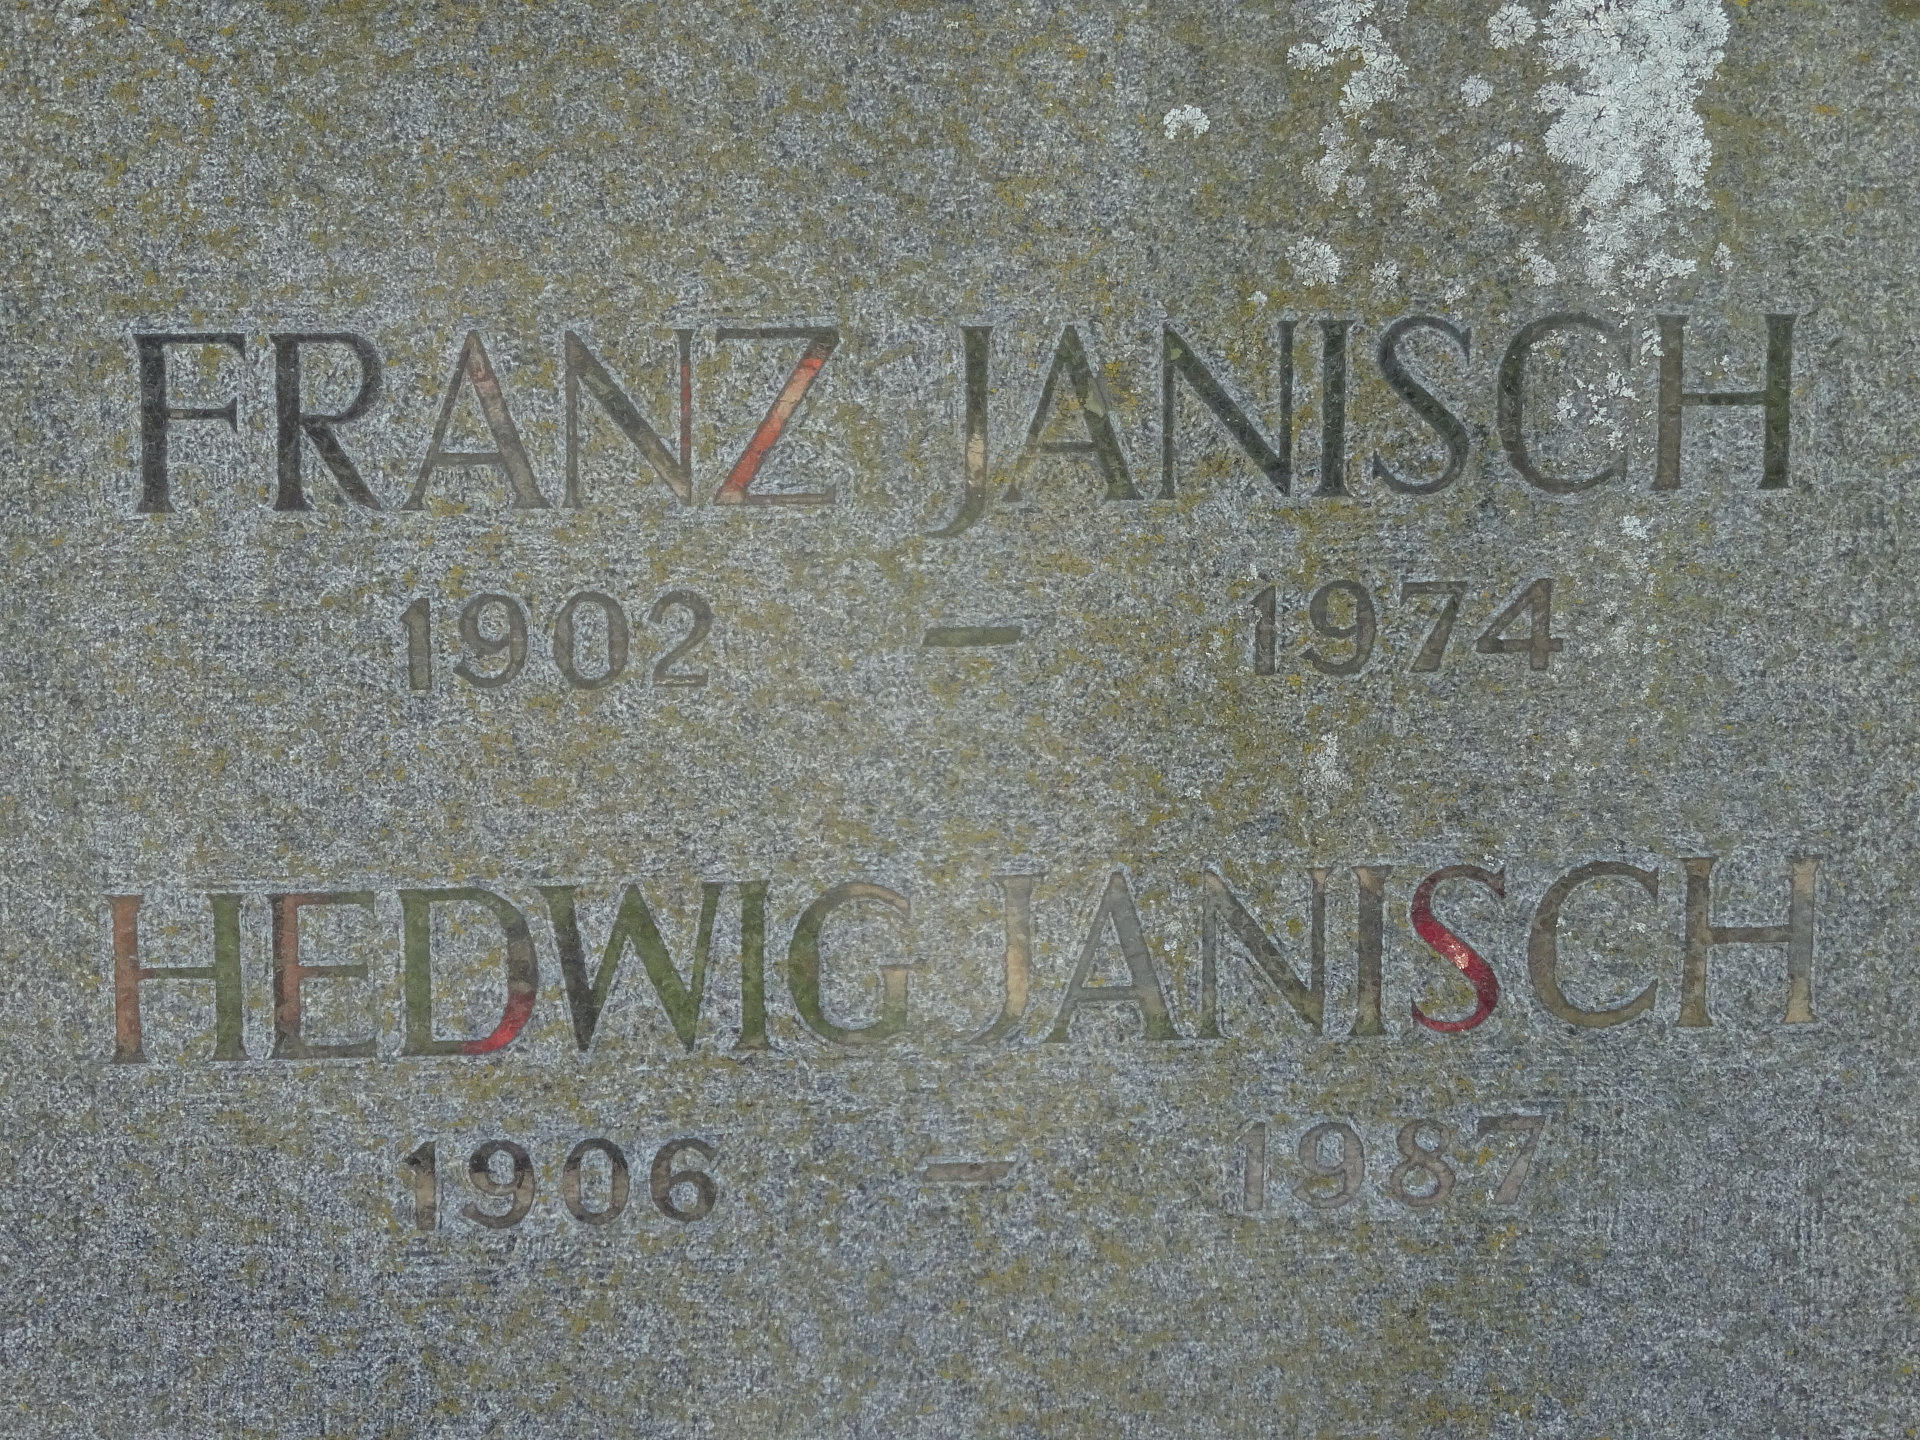 FRANZ JANISCH
1902 – 1974
HEDWIG JANISCH
1906 – 1987